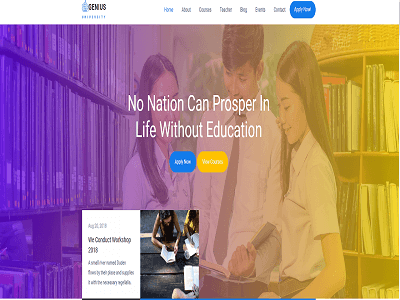 GENIUS
UNIVERSITY
Home About Courses Teacher Blog Events Contact Apply Now!
No Nation Can Prosper In
Life Without Education
Apply Now View Courses
Aug 20, 2018
We Conduct Workshop
2018
A small river named Duden
flows by their place and supplies
it with the necessary regelialia.